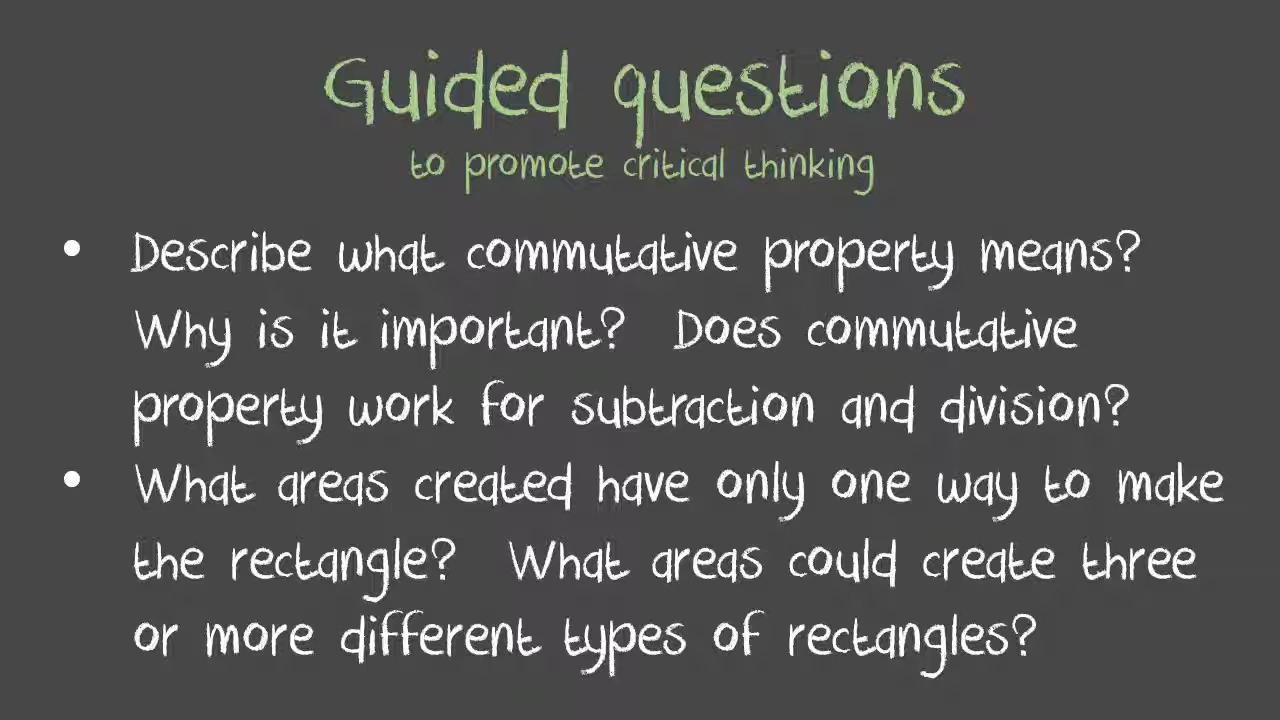 Guided questions
to promote critical thinking
• Describe what commutative property means?
Why is it important? Does commutative
property work for subtraction and division?
• What areas created have only one way to make
the rectangle? What areas could create three
or more different types of rectangles?